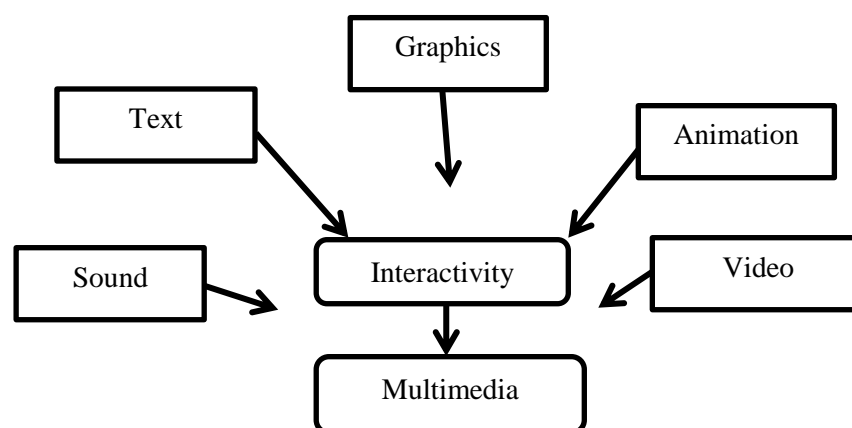 Graphics
Text
Animation
Sound
Interactivity
Video
Multimedia